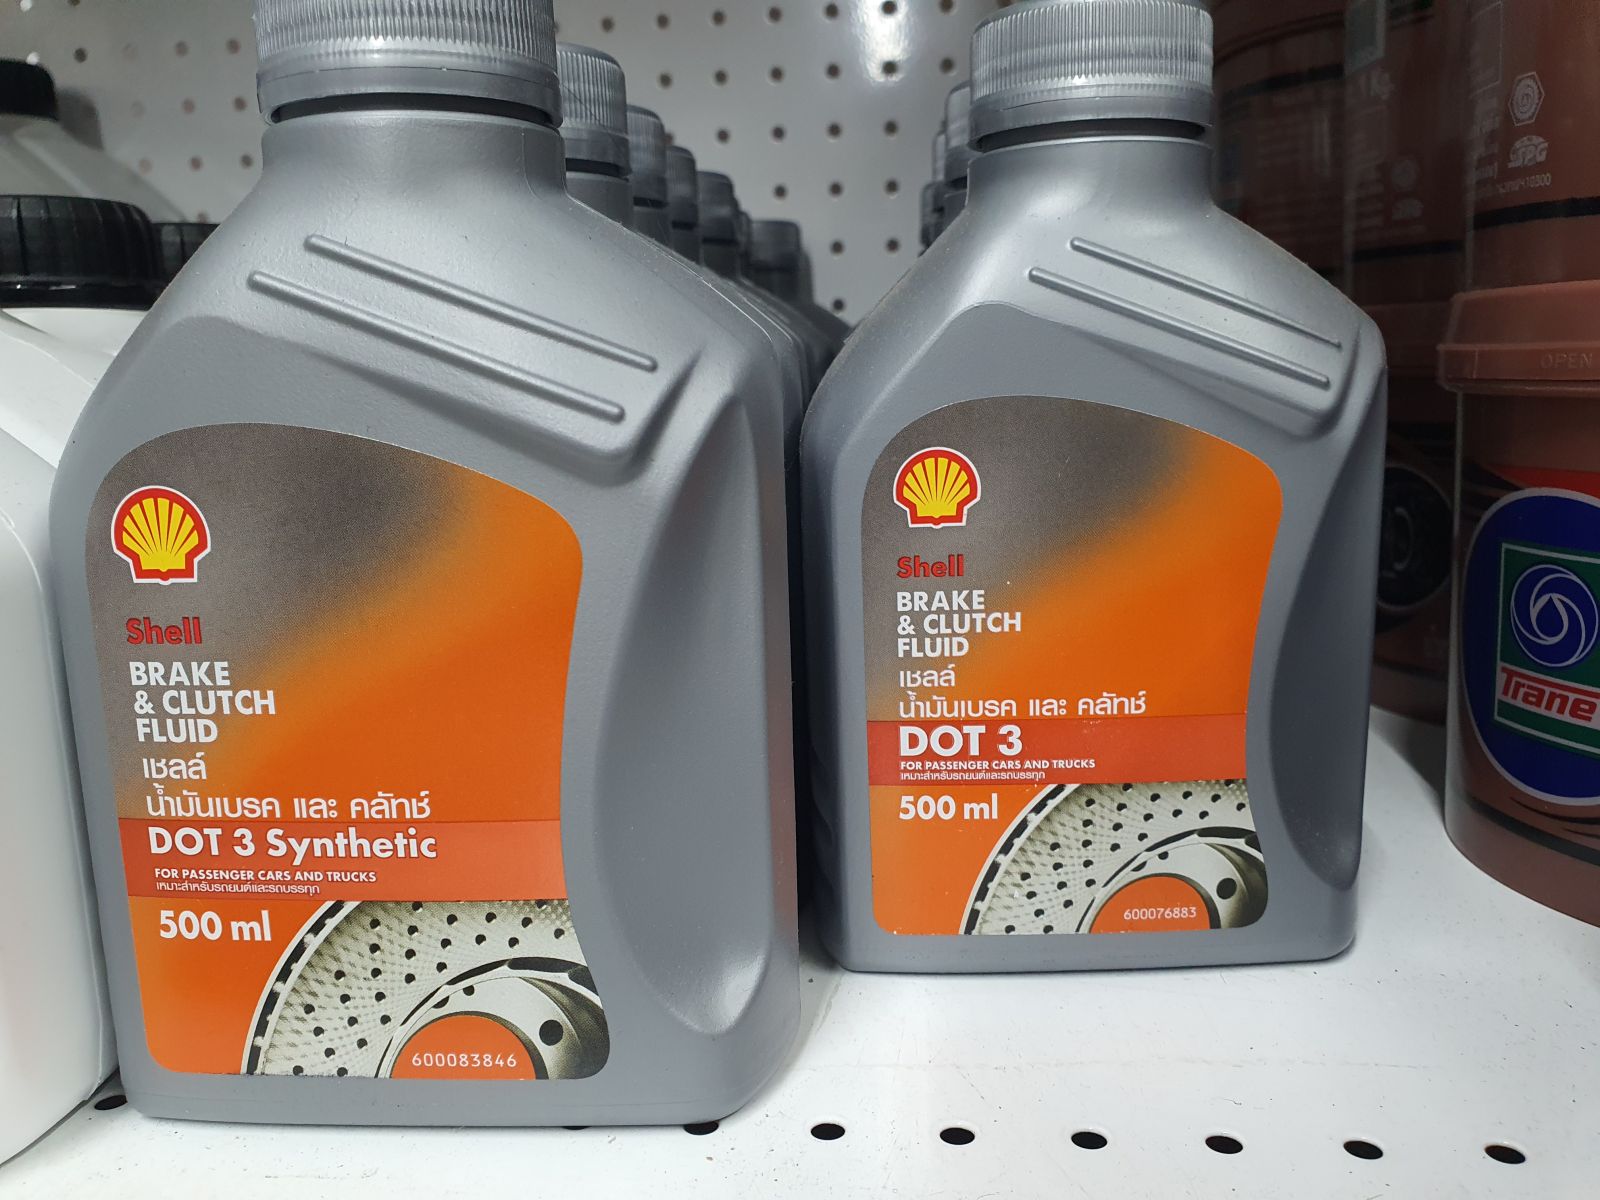 Shell
BRAKE
& CLUTCH
FLUID
เชลล์
น้ำมันเบรค และ คลัทช์
DOT 3 Synthetic
FOR PASSENGER CARS AND TRUCKS
เหมาะสำหรับรถยนต์และรถบรรทุก
500 ml
600083846
Shell
BRAKE
& CLUTCH
FLUID
เชลล์
น้ำมันเบรค และ คลัทช์
DOT 3
FOR PASSENGER CARS AND TRUCKS
เหมาะสำหรับรถยนต์และรถบรรทุก
500 ml
600076883
SPG
OPEN
Trane